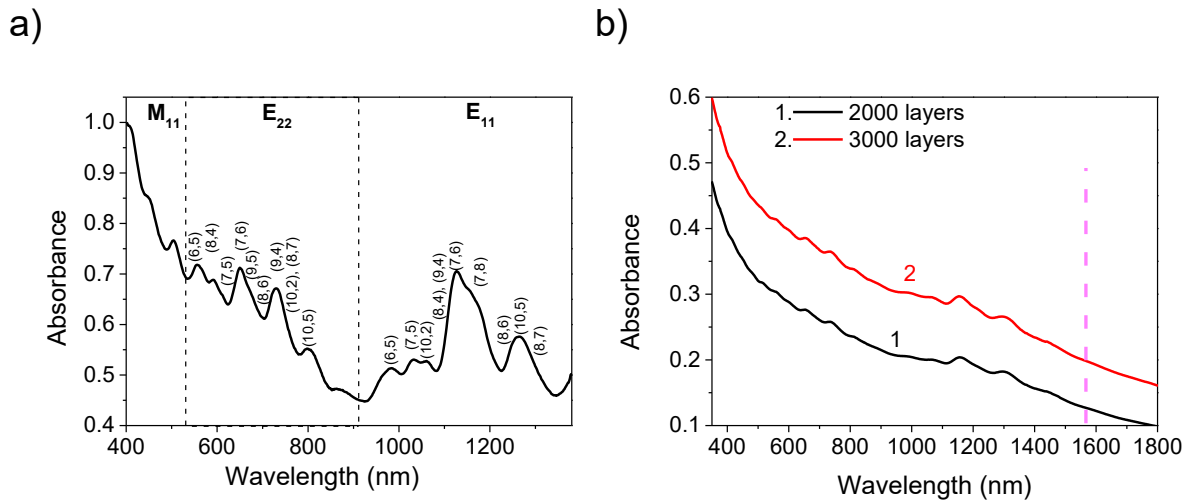 a)
M11
E22
E11
1.0
0.9
0.8
0.7
0.6
0.5
0.4
Absorbance
(6,5)
(8,4)
(7,5)
(7,6)
(9,5)
(8,6)
(9,4)
(10,2), (8,7)
(10,5)
(6,5)
(7,5)
(10,2)
(8,4), (9,4)
(7,6)
(7,8)
(8,6)
(10,5)
(8,7)
400 600 800 1000 1200
Wavelength (nm)
b)
1. 2000 layers
2. 3000 layers
0.6
0.5
0.4
0.3
0.2
0.1
Absorbance
2
1
400 600 800 1000 1200 1400 1600 1800
Wavelength (nm)